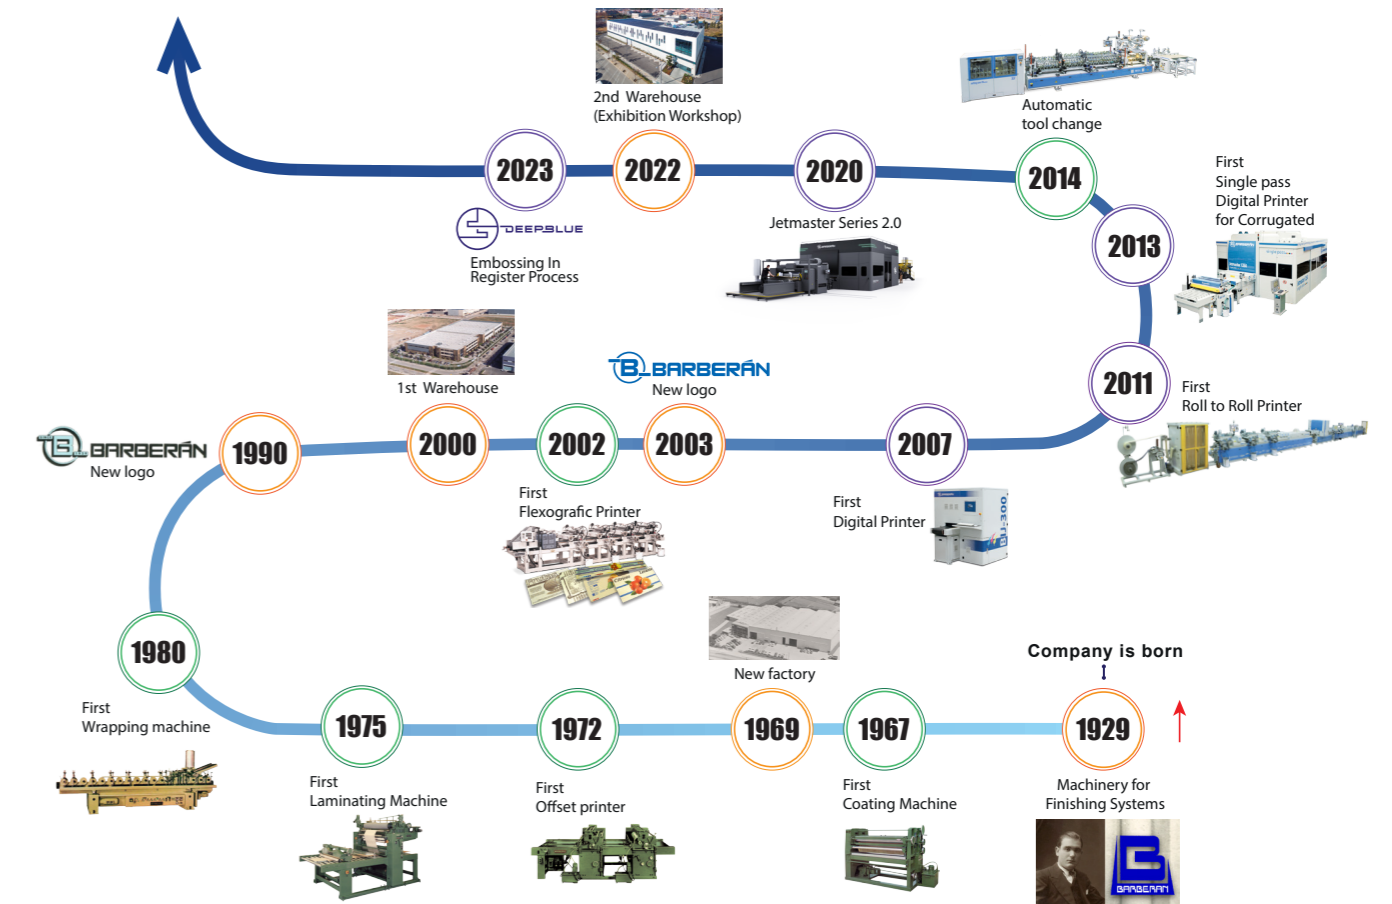 2nd Warehouse
(Exhibition Workshop)
Automatic
tool change
2023
2022
2020
2014
First
Single pass
Digital Printer
for Corrugated
DEEPBLUE
Embossing In
Register Process
Jetmaster Series 2.0
2013
1st Warehouse
B BARBERÁN
New logo
2011
First
Roll to Roll Printer
B BARBERÁN
New logo
1990
2000
2002
2003
2007
First
Flexografic Printer
First
Digital Printer
BU-300
1980
First
Wrapping machine
New factory
Company is born
1975
1972
1969
1967
1929
First
Laminating Machine
First
Offset printer
First
Coating Machine
Machinery for
Finishing Systems
B
BARBERAN